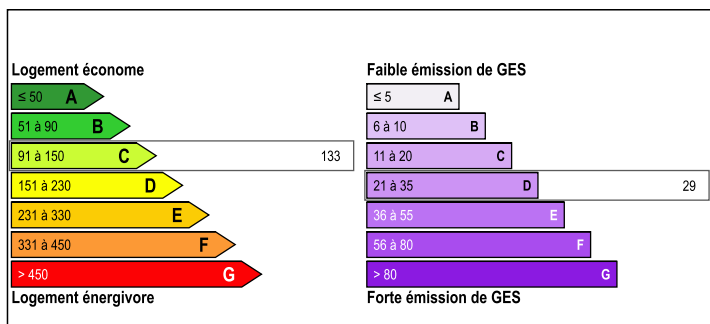 Logement économe
≤ 50 A
51 à 90 B
91 à 150 C 133
151 à 230 D
231 à 330 E
331 à 450 F
> 450 G
Logement énergivore
Faible émission de GES
≤ 5 A
6 à 10 B
11 à 20 C
21 à 35 D 29
36 à 55 E
56 à 80 F
> 80 G
Forte émission de GES